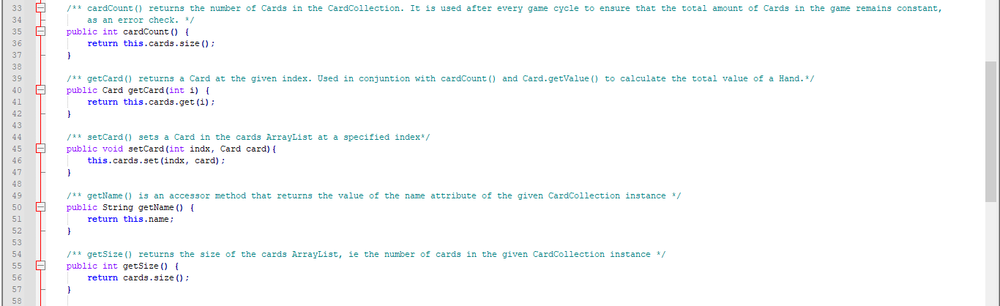 33 /** cardCount() returns the number of Cards in the CardCollection. It is used after every game cycle to ensure that the total amount of Cards in the game remains constant,
34 as an error check. */
35 public int cardCount() {
36 return this.cards.size();
37 }
38
39 /** getCard() returns a Card at the given index. Used in conjuntion with cardCount() and Card.getValue() to calculate the total value of a Hand.*/
40 public Card getCard(int i) {
41 return this.cards.get(i);
42 }
43
44 /** setCard() sets a Card in the cards ArrayList at a specified index*/
45 public void setCard(int indx, Card card){
46 this.cards.set(indx, card);
47 }
48
49 /** getName() is an accessor method that returns the value of the name attribute of the given CardCollection instance */
50 public String getName() {
51 return this.name;
52 }
53
54 /** getSize() returns the size of the cards ArrayList, ie the number of cards in the given CardCollection instance */
55 public int getSize() {
56 return cards.size();
57 }
58